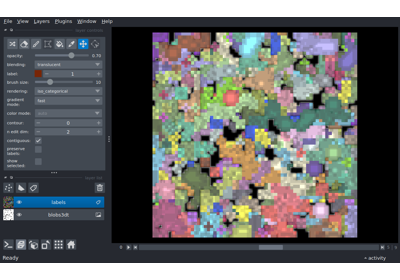 File View Layers Plugins Window Help
opacity: 0.70
blending: translucent
label: 1
brush size: 10
rendering: iso_categorical
gradient mode: fast
color mode:
contour: 0
n edit dim: 2
contiguous:
preserve labels:
show selected:
labels
blobs3dt
0
Ready
activity